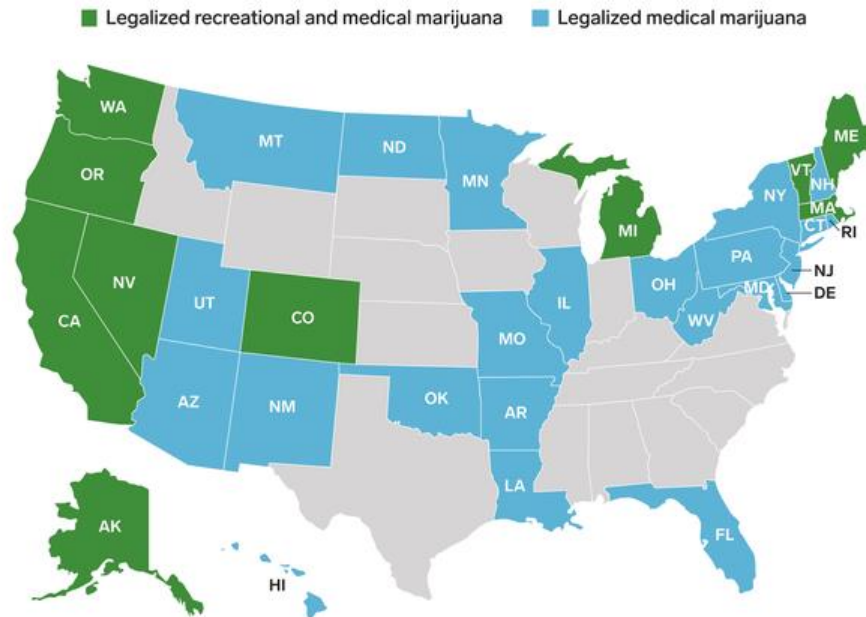 Legalized recreational and medical marijuana Legalized medical marijuana
WA
ME
MT
ND
VT
OR
MN
NH
NY
MA
CT
RI
MI
PA
NV
NJ
OH
IL
MD
DE
UT
CO
WV
CA
MO
AZ
NM
OK
AR
LA
AK
FL
HI